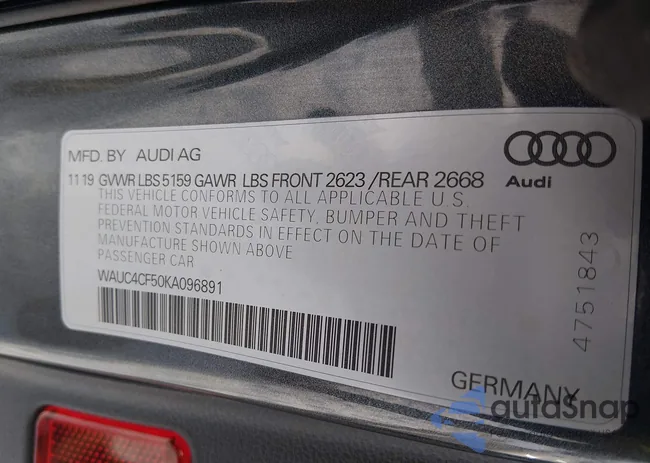 MFD. BY AUDI AG
Audi
11 19 GVWR LBS 5159 GAWR LBS FRONT 2623 / REAR 2668
THIS VEHICLE CONFORMS TO ALL APPLICABLE U.S.
FEDERAL MOTOR VEHICLE SAFETY, BUMPER AND THEFT
PREVENTION STANDARDS IN EFFECT ON THE DATE OF
MANUFACTURE SHOWN ABOVE
PASSENGER CAR
WAUC4CF50KA096891
4751843
GERMANY
autoSnap